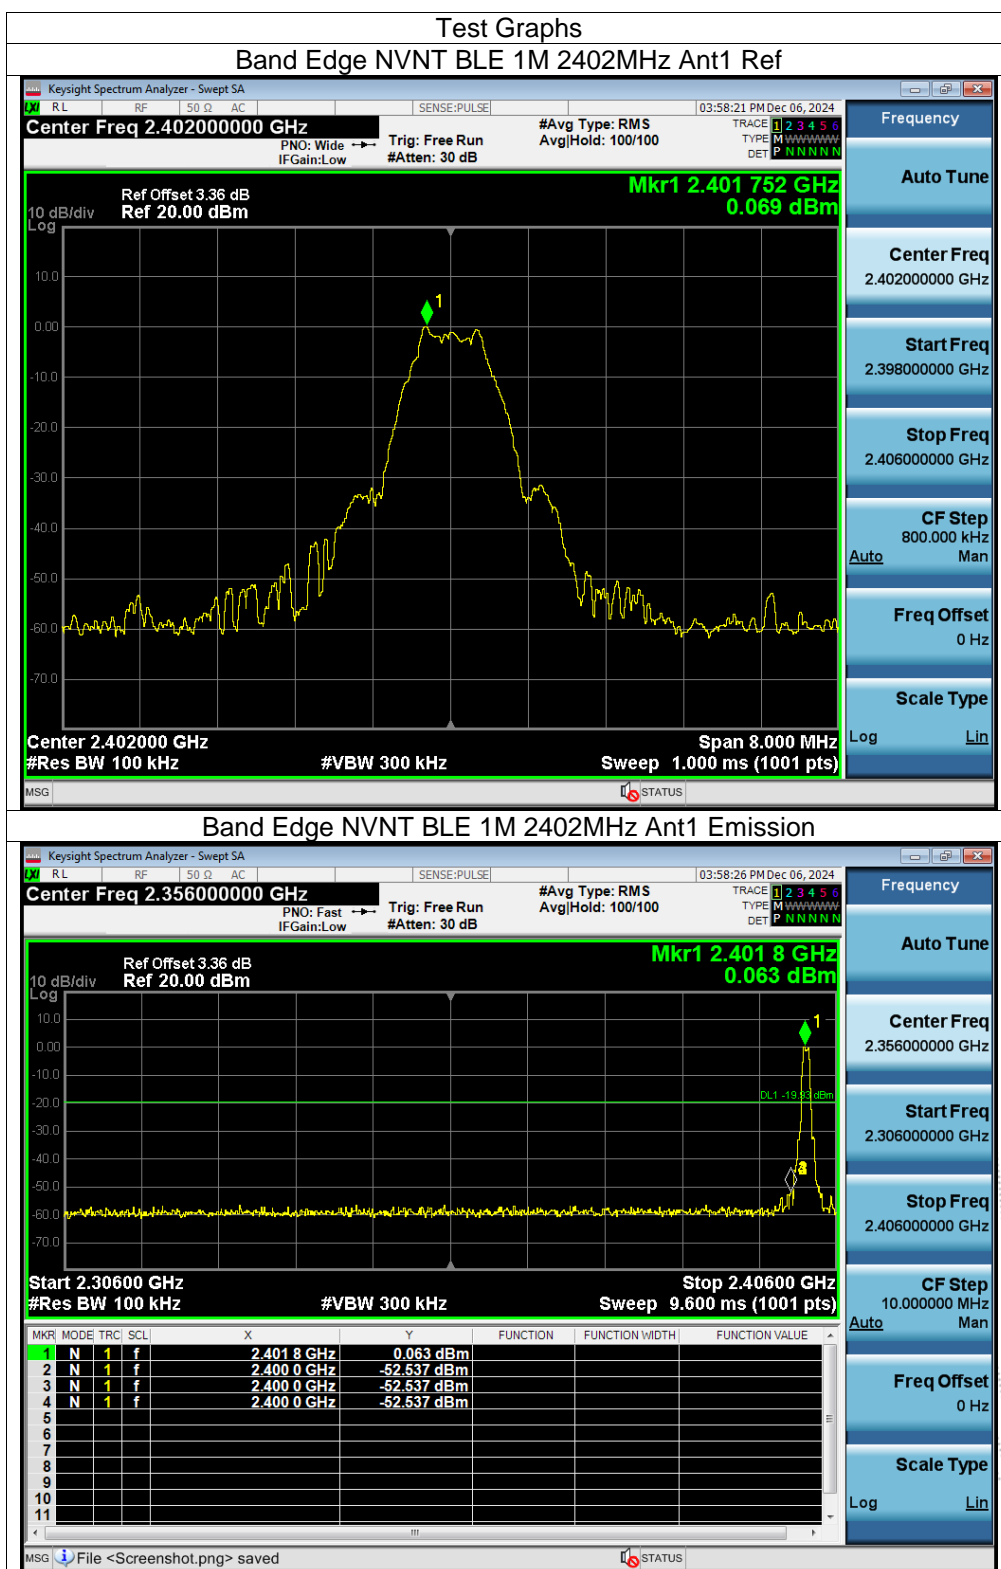 Test Graphs
Band Edge NVNT BLE 1M 2402MHz Ant1 Ref
Keysight Spectrum Analyzer - Swept SA
LXI RL RF 50 Ω AC SENSE:PULSE 03:58:21 PM Dec 06, 2024
Center Freq 2.402000000 GHz
PNO: Wide
IFGain:Low
Trig: Free Run
#Atten: 30 dB
#Avg Type: RMS
Avg|Hold: 100/100
TRACE 1 2 3 4 5 6
TYPE M WWWWW
DET P N N N N N
Frequency
Auto Tune
Center Freq
2.402000000 GHz
Start Freq
2.398000000 GHz
Stop Freq
2.406000000 GHz
CF Step
800.000 kHz
Auto Man
Freq Offset
0 Hz
Scale Type
Log Lin
Mkr1 2.401 752 GHz
0.069 dBm
Ref Offset 3.36 dB
10 dB/div Ref 20.00 dBm
Log
1
10.0
0.00
-10.0
-20.0
-30.0
-40.0
-50.0
-60.0
-70.0
Center 2.402000 GHz Span 8.000 MHz
#Res BW 100 kHz #VBW 300 kHz Sweep 1.000 ms (1001 pts)
MSG STATUS
Band Edge NVNT BLE 1M 2402MHz Ant1 Emission
Keysight Spectrum Analyzer - Swept SA
LXI RL RF 50 Ω AC SENSE:PULSE 03:58:26 PM Dec 06, 2024
Center Freq 2.356000000 GHz
PNO: Fast
IFGain:Low
Trig: Free Run
#Atten: 30 dB
#Avg Type: RMS
Avg|Hold: 100/100
TRACE 1 2 3 4 5 6
TYPE M WWWWW
DET P N N N N N
Frequency
Auto Tune
Center Freq
2.356000000 GHz
Start Freq
2.306000000 GHz
Stop Freq
2.406000000 GHz
CF Step
10.000000 MHz
Auto Man
Freq Offset
0 Hz
Scale Type
Log Lin
Mkr1 2.401 8 GHz
0.063 dBm
Ref Offset 3.36 dB
10 dB/div Ref 20.00 dBm
Log
1
10.0
0.00
-10.0
-20.0
DL1 -19.93 dBm
-30.0
-40.0
-50.0
-60.0
-70.0
Start 2.30600 GHz Stop 2.40600 GHz
#Res BW 100 kHz #VBW 300 kHz Sweep 9.600 ms (1001 pts)
MKR MODE TRC SCL X Y FUNCTION FUNCTION WIDTH FUNCTION VALUE
1 N 1 f 2.401 8 GHz 0.063 dBm
2 N 1 f 2.400 0 GHz -52.537 dBm
3 N 1 f 2.400 0 GHz -52.537 dBm
4 N 1 f 2.400 0 GHz -52.537 dBm
5
6
7
8
9
10
11
MSG File <Screenshot.png> saved STATUS